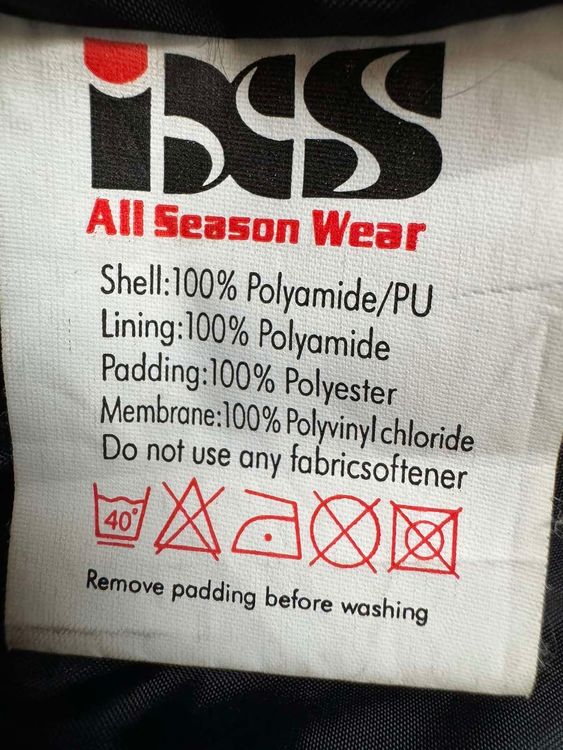 iXS
All Season Wear
Shell:100% Polyamide/PU
Lining:100% Polyamide
Padding:100% Polyester
Membrane:100% Polyvinyl chloride
Do not use any fabricsoftener
40°
Remove padding before washing